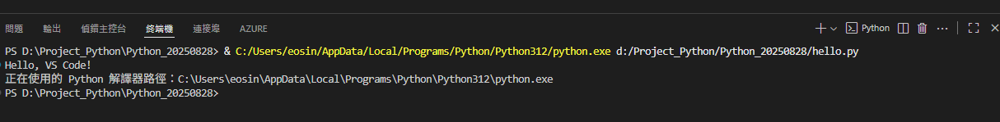 問題 輸出 偵錯主控台 終端機 連接埠 AZURE Python
PS D:\Project_Python\Python_20250828> & C:/Users/eosin/AppData/Local/Programs/Python/Python312/python.exe d:/Project_Python/Python_20250828/hello.py
Hello, VS Code!
正在使用的 Python 解譯器路徑：C:\Users\eosin\AppData\Local\Programs\Python\Python312\python.exe
PS D:\Project_Python\Python_20250828>